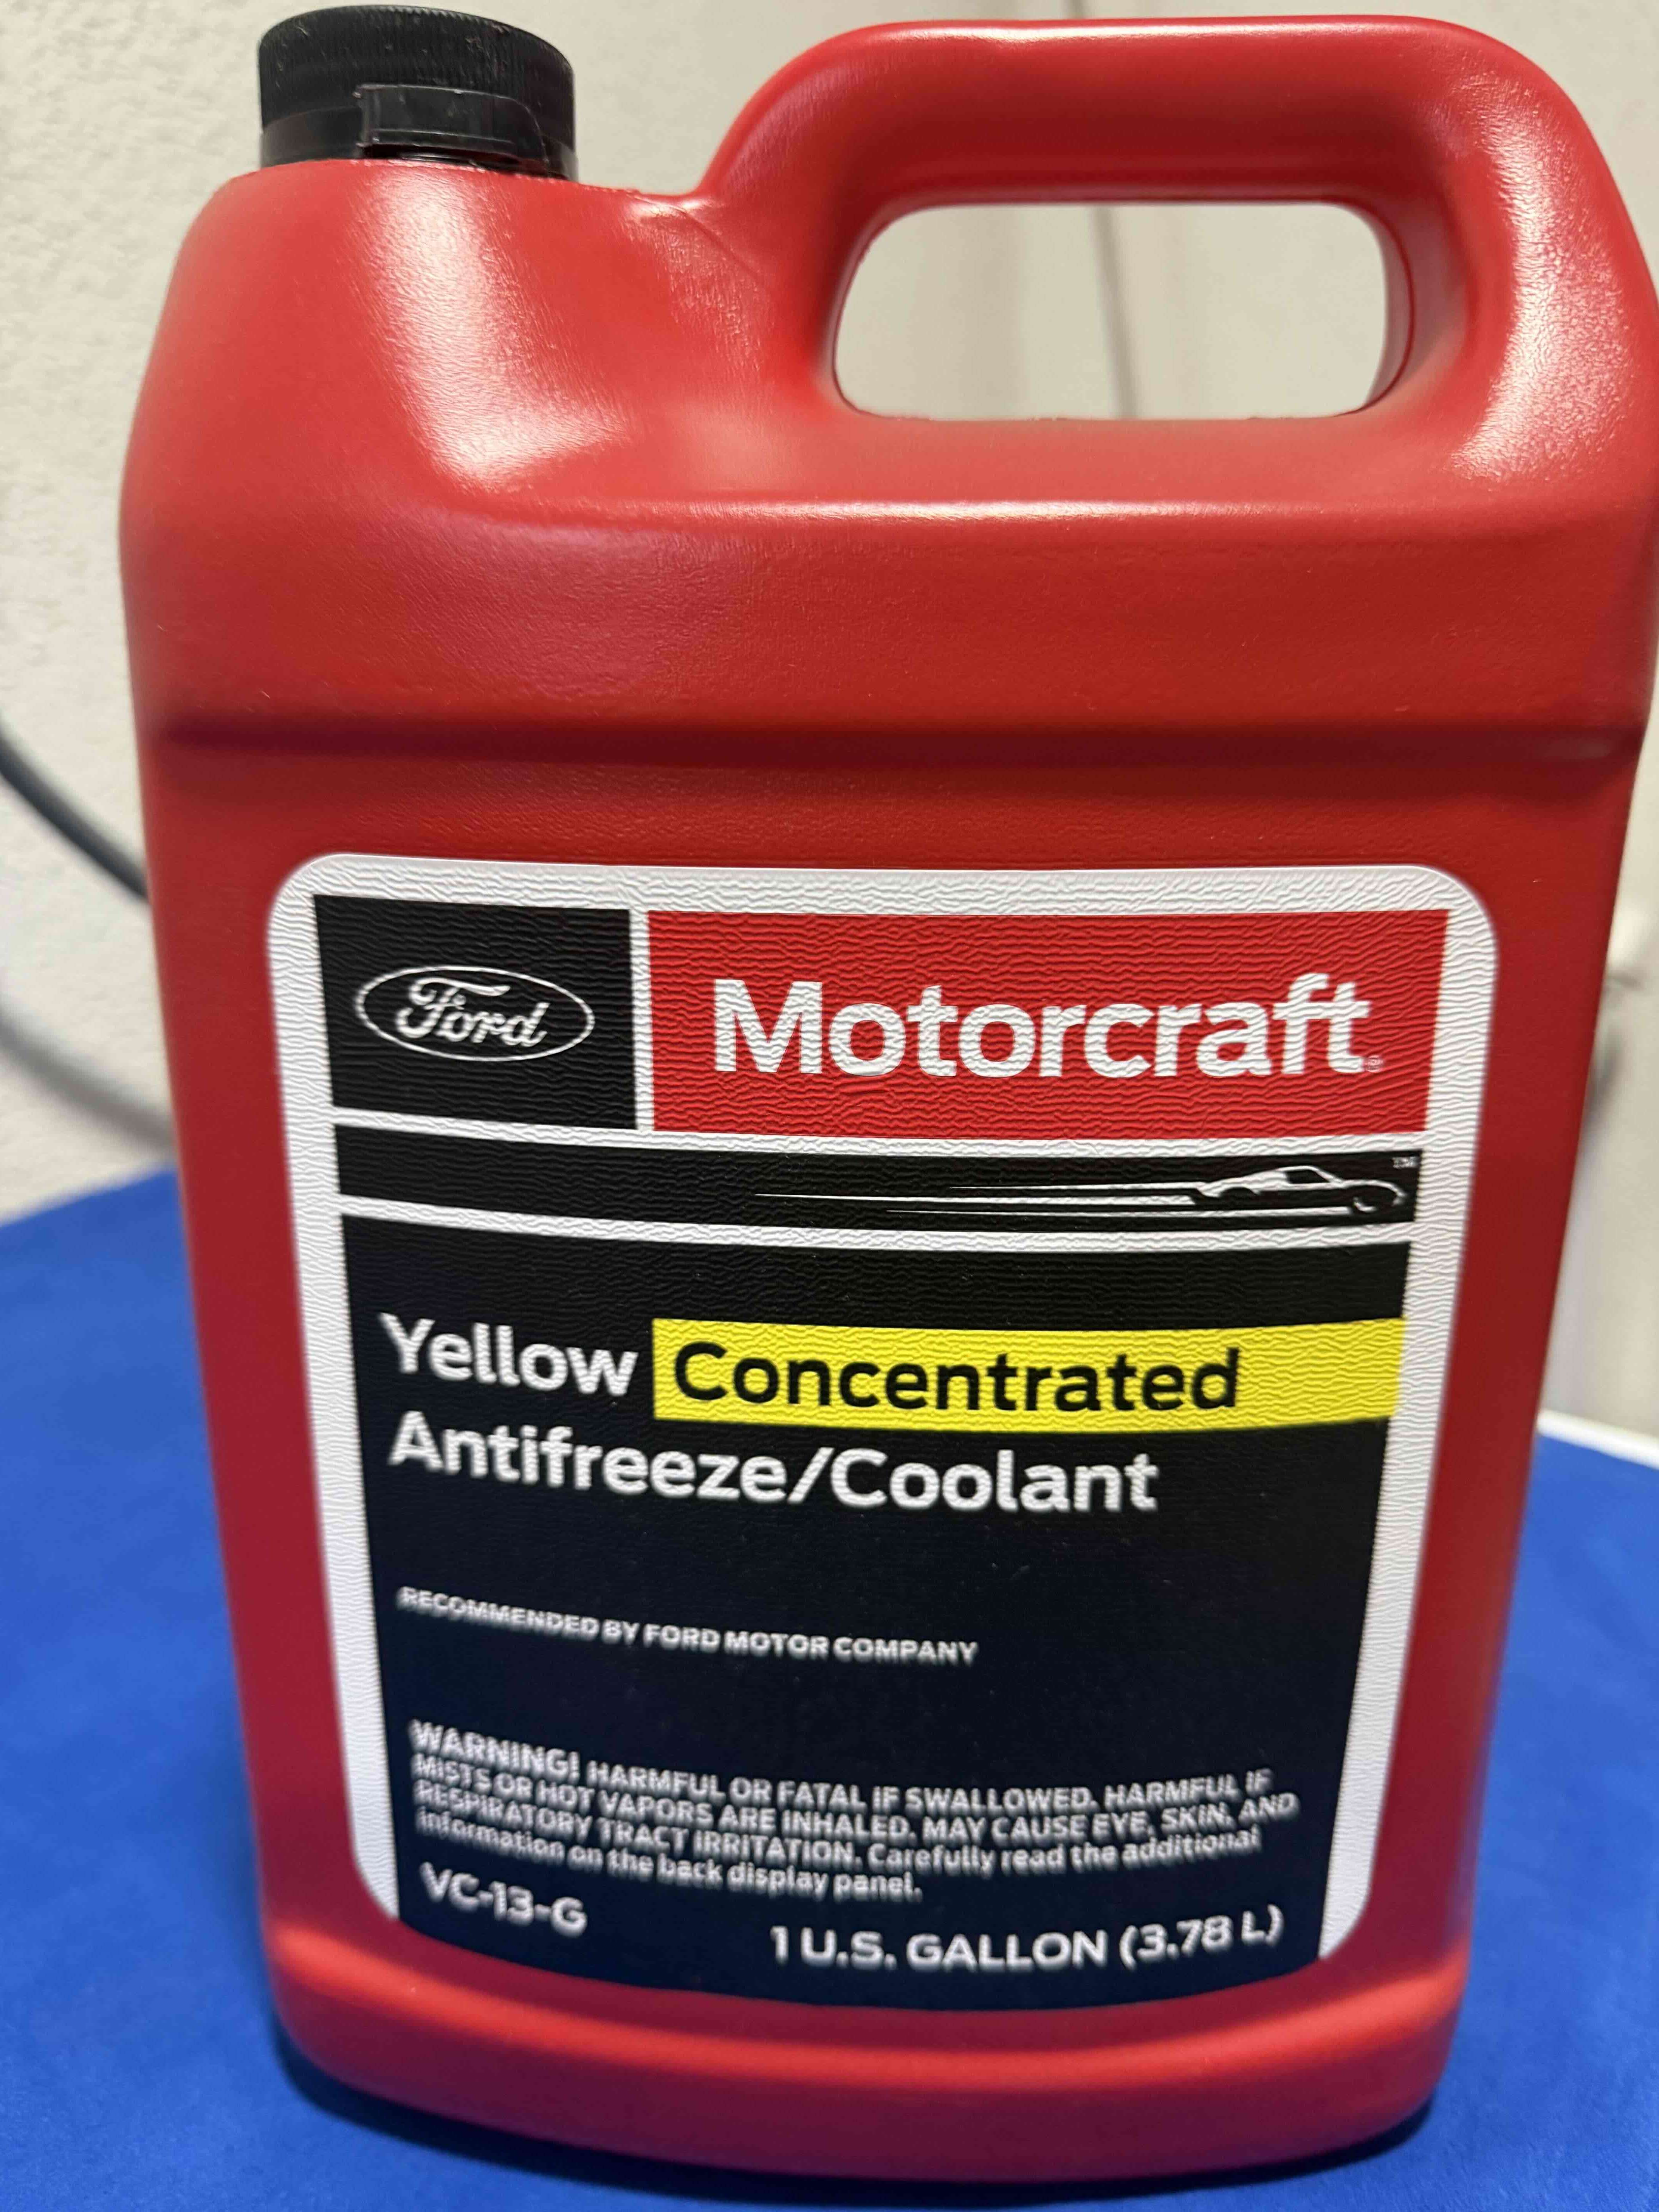 Ford
Motorcraft®
TM
Yellow Concentrated
Antifreeze/Coolant
RECOMMENDED BY FORD MOTOR COMPANY
WARNING! HARMFUL OR FATAL IF SWALLOWED. HARMFUL IF
MISTS OR HOT VAPORS ARE INHALED. MAY CAUSE EYE, SKIN, AND
RESPIRATORY TRACT IRRITATION. Carefully read the additional
information on the back display panel.
VC-13-G
1 U.S. GALLON (3.78 L)